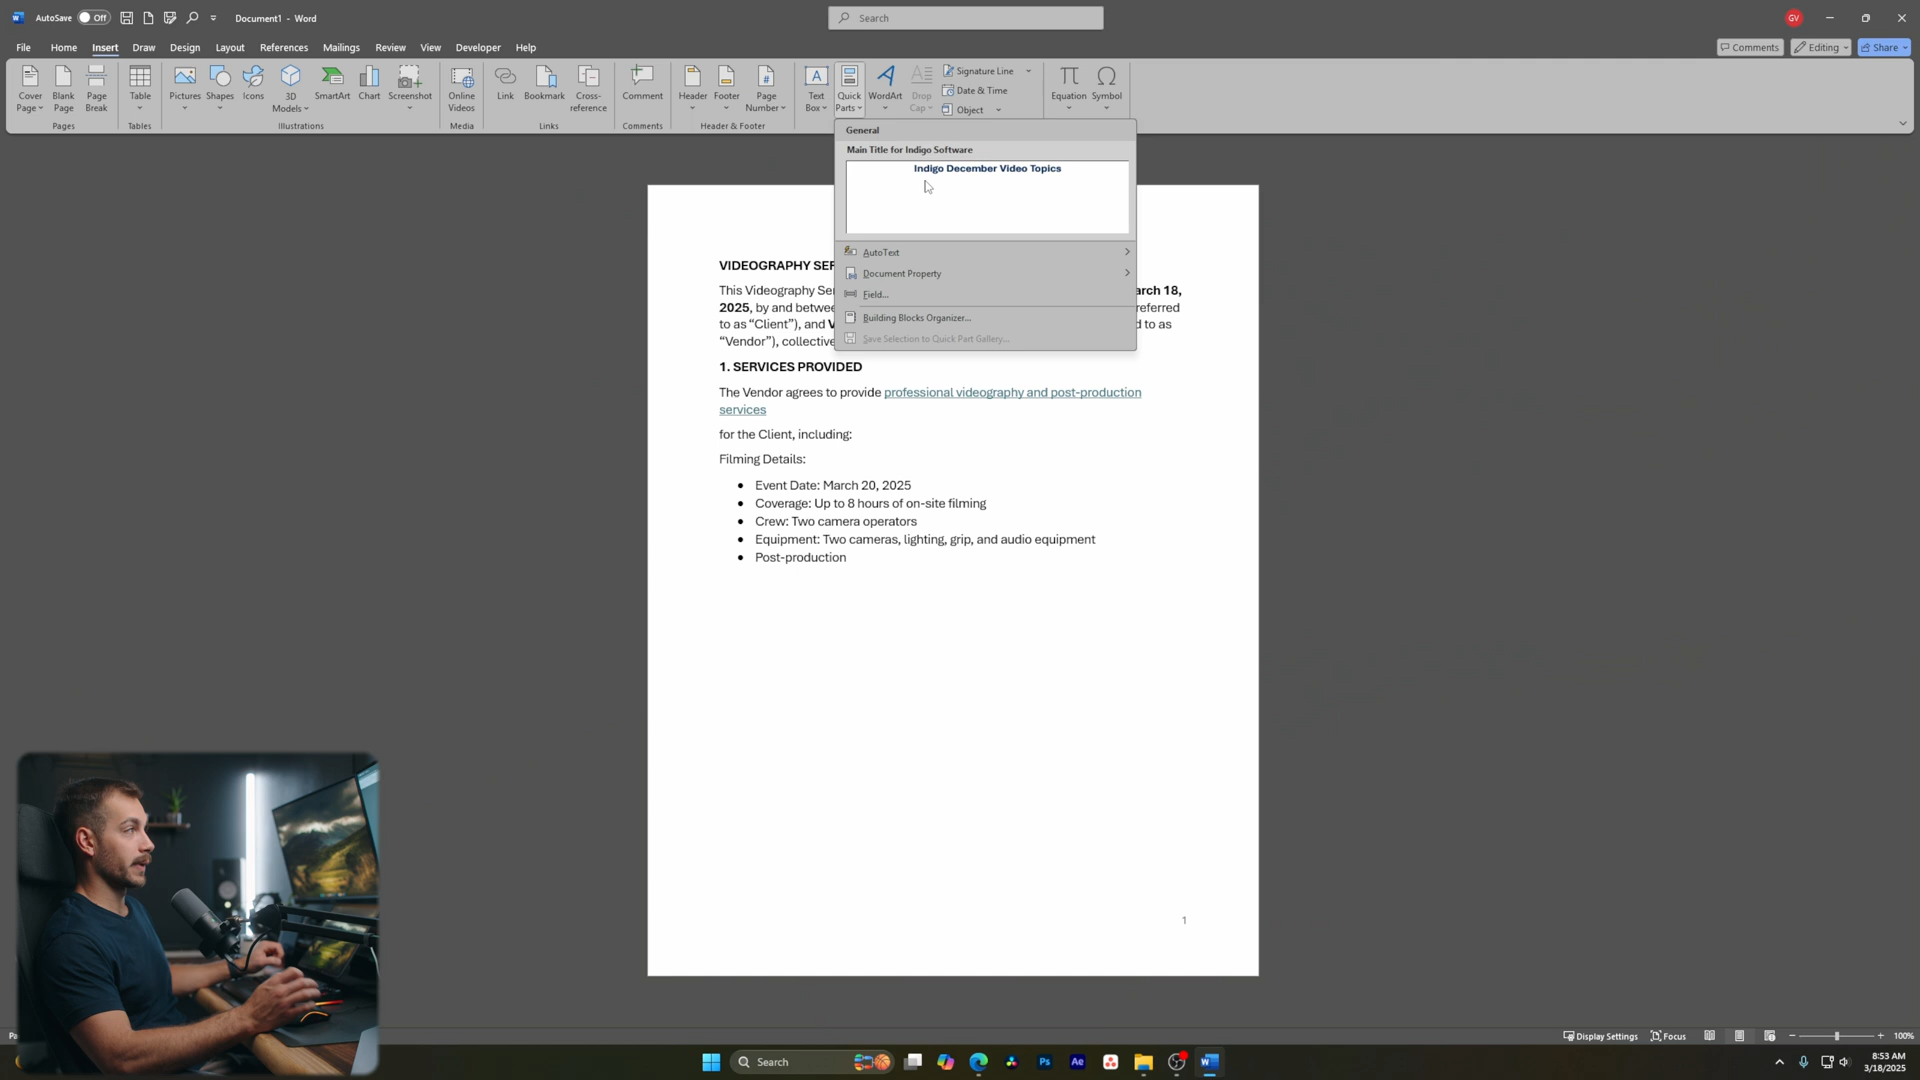 AutoSave Off Document1 - Word Search GV
File Home Insert Draw Design Layout References Mailings Review View Developer Help Comments Editing Share
Cover Page Blank Page Page Break Table Pictures Shapes Icons 3D Models SmartArt Chart Screenshot Online Videos Link Bookmark Cross-reference Comment Header Footer Page Number Text Box Quick Parts WordArt Drop Cap Signature Line Date & Time Object Equation Symbol
Pages Tables Illustrations Media Links Comments Header & Footer
General
Main Title for Indigo Software
Indigo December Video Topics
AutoText
Document Property
Field...
Building Blocks Organizer...
Save Selection to Quick Part Gallery...
VIDEOGRAPHY SER
This Videography Ser arch 18,
2025, by and betwee referred
to as “Client”), and V d to as
“Vendor”), collective
1. SERVICES PROVIDED
The Vendor agrees to provide professional videography and post-production
services
for the Client, including:
Filming Details:
• Event Date: March 20, 2025
• Coverage: Up to 8 hours of on-site filming
• Crew: Two camera operators
• Equipment: Two cameras, lighting, grip, and audio equipment
• Post-production
1
Pa Display Settings Focus 100%
Search Ps Ae W 8:53 AM
3/18/2025